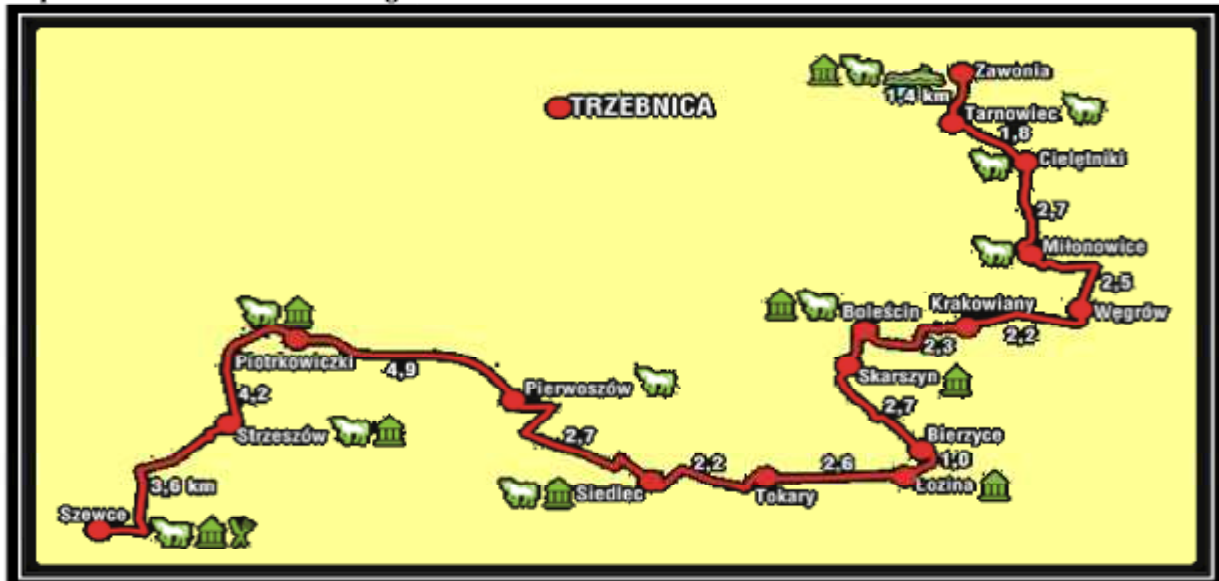 Zawonia
1,4 km
TRZEBNICA
Tarnowiec
1,8
Cielętniki
2,7
Miłonowice
2,5
Węgrów
Krakowiany
2,2
Boleścin
2,3
Skarszyn
2,7
Bierzyce
1,0
Łozina
2,6
Tokary
2,2
Siedlec
2,7
Pierwoszów
4,9
Piotrkowiczki
4,2
Strzeszów
3,6 km
Szewce